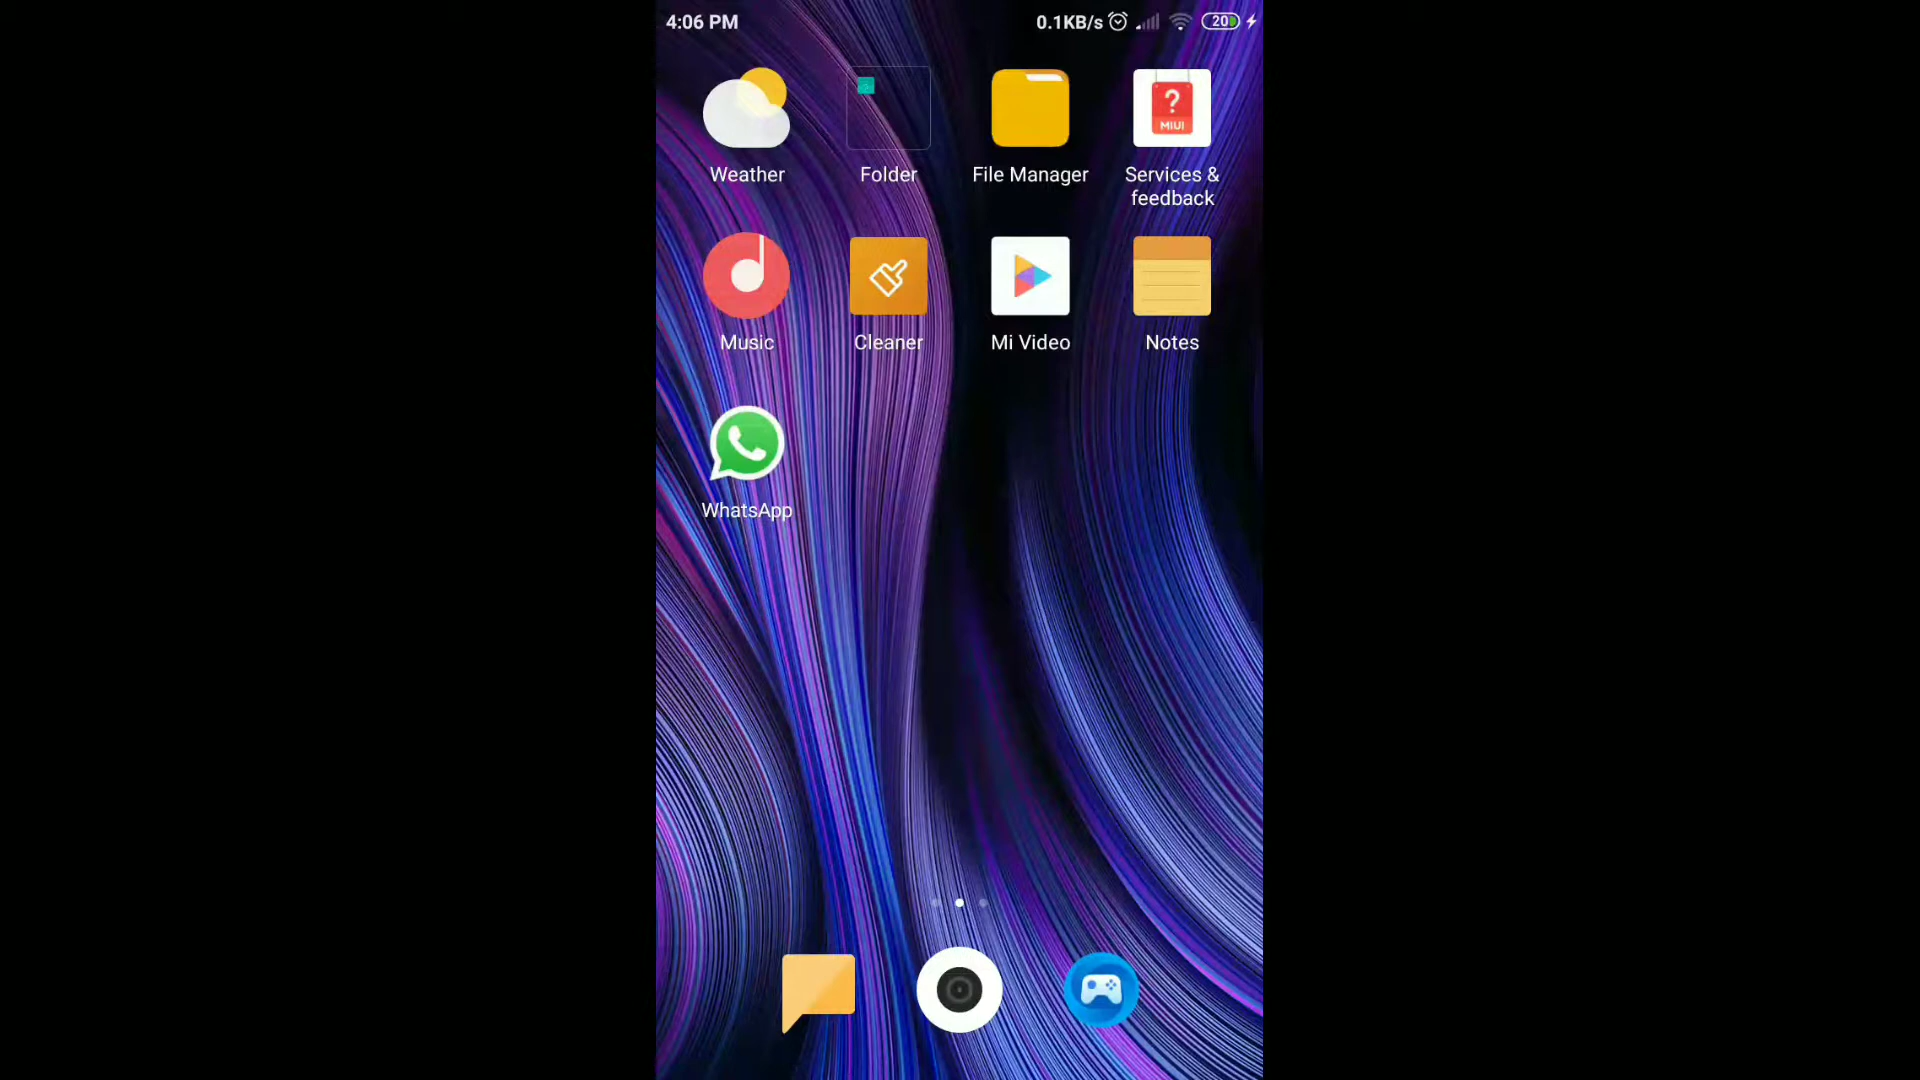 4:06 PM
0.1KB/s
20
Weather
Folder
File Manager
?
MIUI
Services &
feedback
Music
Cleaner
Mi Video
Notes
WhatsApp